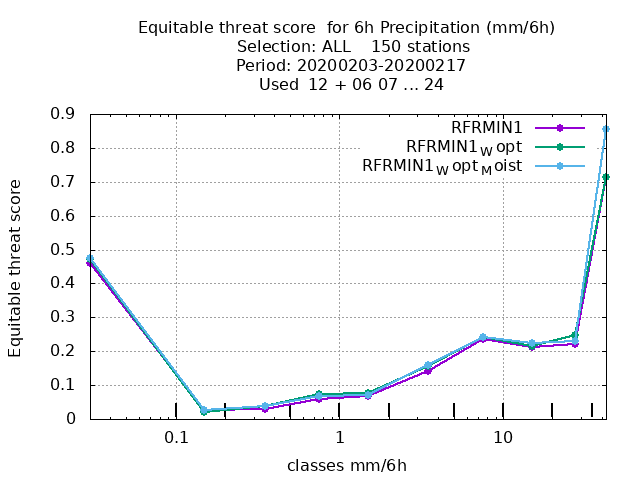 Equitable threat score  for 6h Precipitation (mm/6h)
Selection: ALL    150 stations
Period: 20200203-20200217
Used  12 + 06 07 ... 24
RFRMIN1
RFRMIN1_W opt
RFRMIN1_W opt_M oist
Equitable threat score
0.9
0.8
0.7
0.6
0.5
0.4
0.3
0.2
0.1
0
0.1 1 10
classes mm/6h